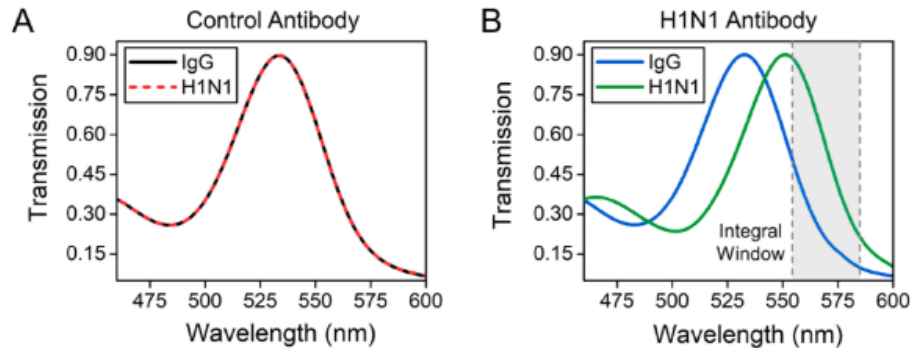 A
Control Antibody
Transmission
0.90
0.75
0.60
0.45
0.30
0.15
IgG
H1N1
475 500 525 550 575 600
Wavelength (nm)
B
H1N1 Antibody
Transmission
0.90
0.75
0.60
0.45
0.30
0.15
IgG
H1N1
Integral
Window
475 500 525 550 575 600
Wavelength (nm)